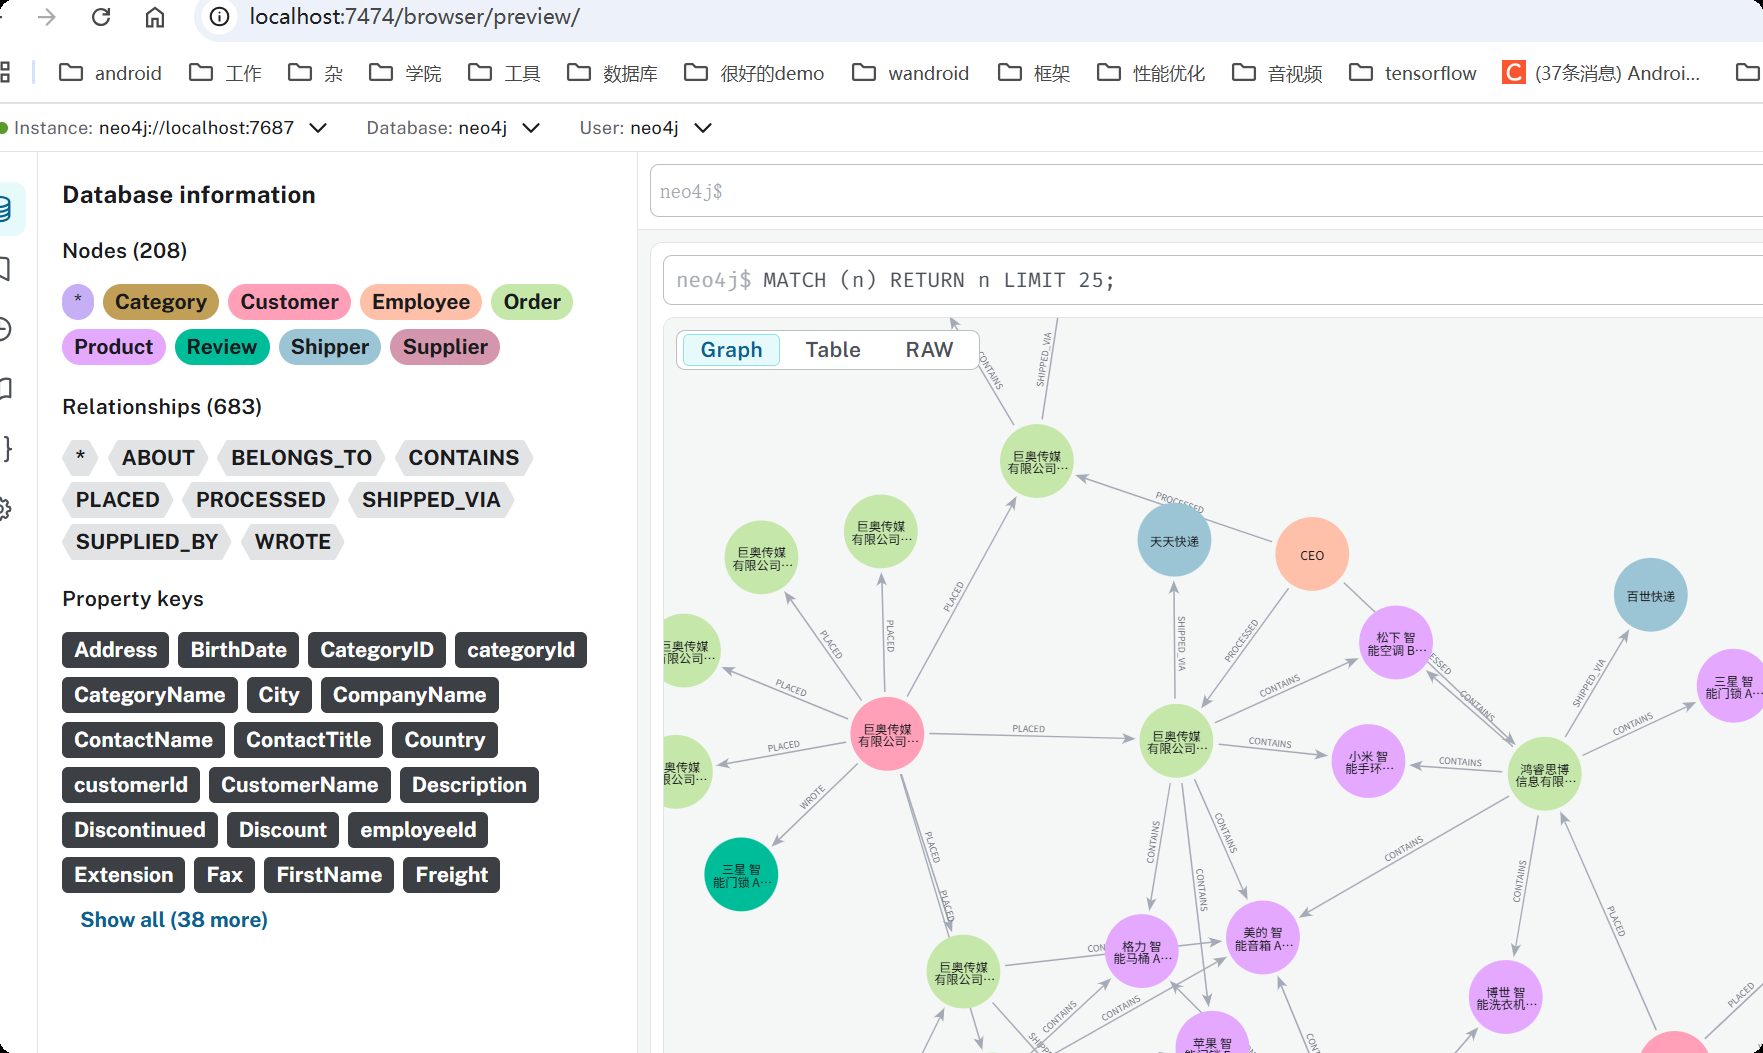 localhost:7474/browser/preview/
android 工作 杂 学院 工具 数据库 很好的demo wandroid 框架 性能优化 音视频 tensorflow C (37条消息) Androi...
Instance: neo4j://localhost:7687 Database: neo4j User: neo4j
Database information
Nodes (208)
* Category Customer Employee Order
Product Review Shipper Supplier
Relationships (683)
* ABOUT BELONGS_TO CONTAINS
PLACED PROCESSED SHIPPED_VIA
SUPPLIED_BY WROTE
Property keys
Address BirthDate CategoryID categoryId
CategoryName City CompanyName
ContactName ContactTitle Country
customerId CustomerName Description
Discontinued Discount employeeId
Extension Fax FirstName Freight
Show all (38 more)
neo4j$
neo4j$ MATCH (n) RETURN n LIMIT 25;
Graph Table RAW
CONTAINS
SHIPPED_VIA
巨奥传媒
有限公司…
PROCESSED
天天快递
CEO
巨奥传媒
有限公司…
巨奥传媒
有限公司…
PLACED
PLACED
PLACED
SHIPPED_VIA
PROCESSED
百世快递
松下 智
能空调 B…
ESSED
CONTAINS
CONTAINS
SHIPPED_VIA
三星 智
能门锁 A…
CONTAINS
巨奥传媒
有限公司…
PLACED
巨奥传媒
有限公司…
PLACED
巨奥传媒
有限公司…
CONTAINS
小米 智
能手环…
CONTAINS
鸿睿思博
信息有限…
奥传媒
限公司…
PLACED
WROTE
三星 智
能门锁 A…
PLACED
PLACED
CONTAINS
CONTAINS
CONTAINS
CONTAINS
CONTAINS
PLACED
巨奥传媒
有限公司…
CON
格力 智
能马桶 A…
美的 智
能音箱 A…
博世 智
能洗衣机…
CONTAINS
CONTAINS
SHIPPE
苹果 智
CONT
PLACED